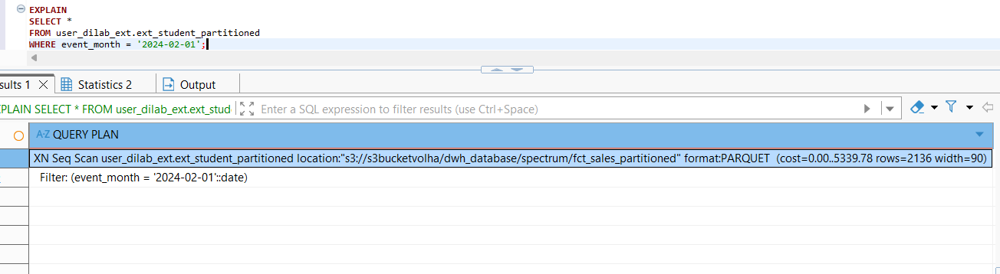 EXPLAIN
SELECT *
FROM user_dilab_ext.ext_student_partitioned
WHERE event_month = '2024-02-01';
sults 1 Statistics 2 Output
PLAIN SELECT * FROM user_dilab_ext.ext_stud Enter a SQL expression to filter results (use Ctrl+Space)
A-Z QUERY PLAN
XN Seq Scan user_dilab_ext.ext_student_partitioned location:"s3://s3bucketvolha/dwh_database/spectrum/fct_sales_partitioned" format:PARQUET (cost=0.00..5339.78 rows=2136 width=90)
Filter: (event_month = '2024-02-01'::date)